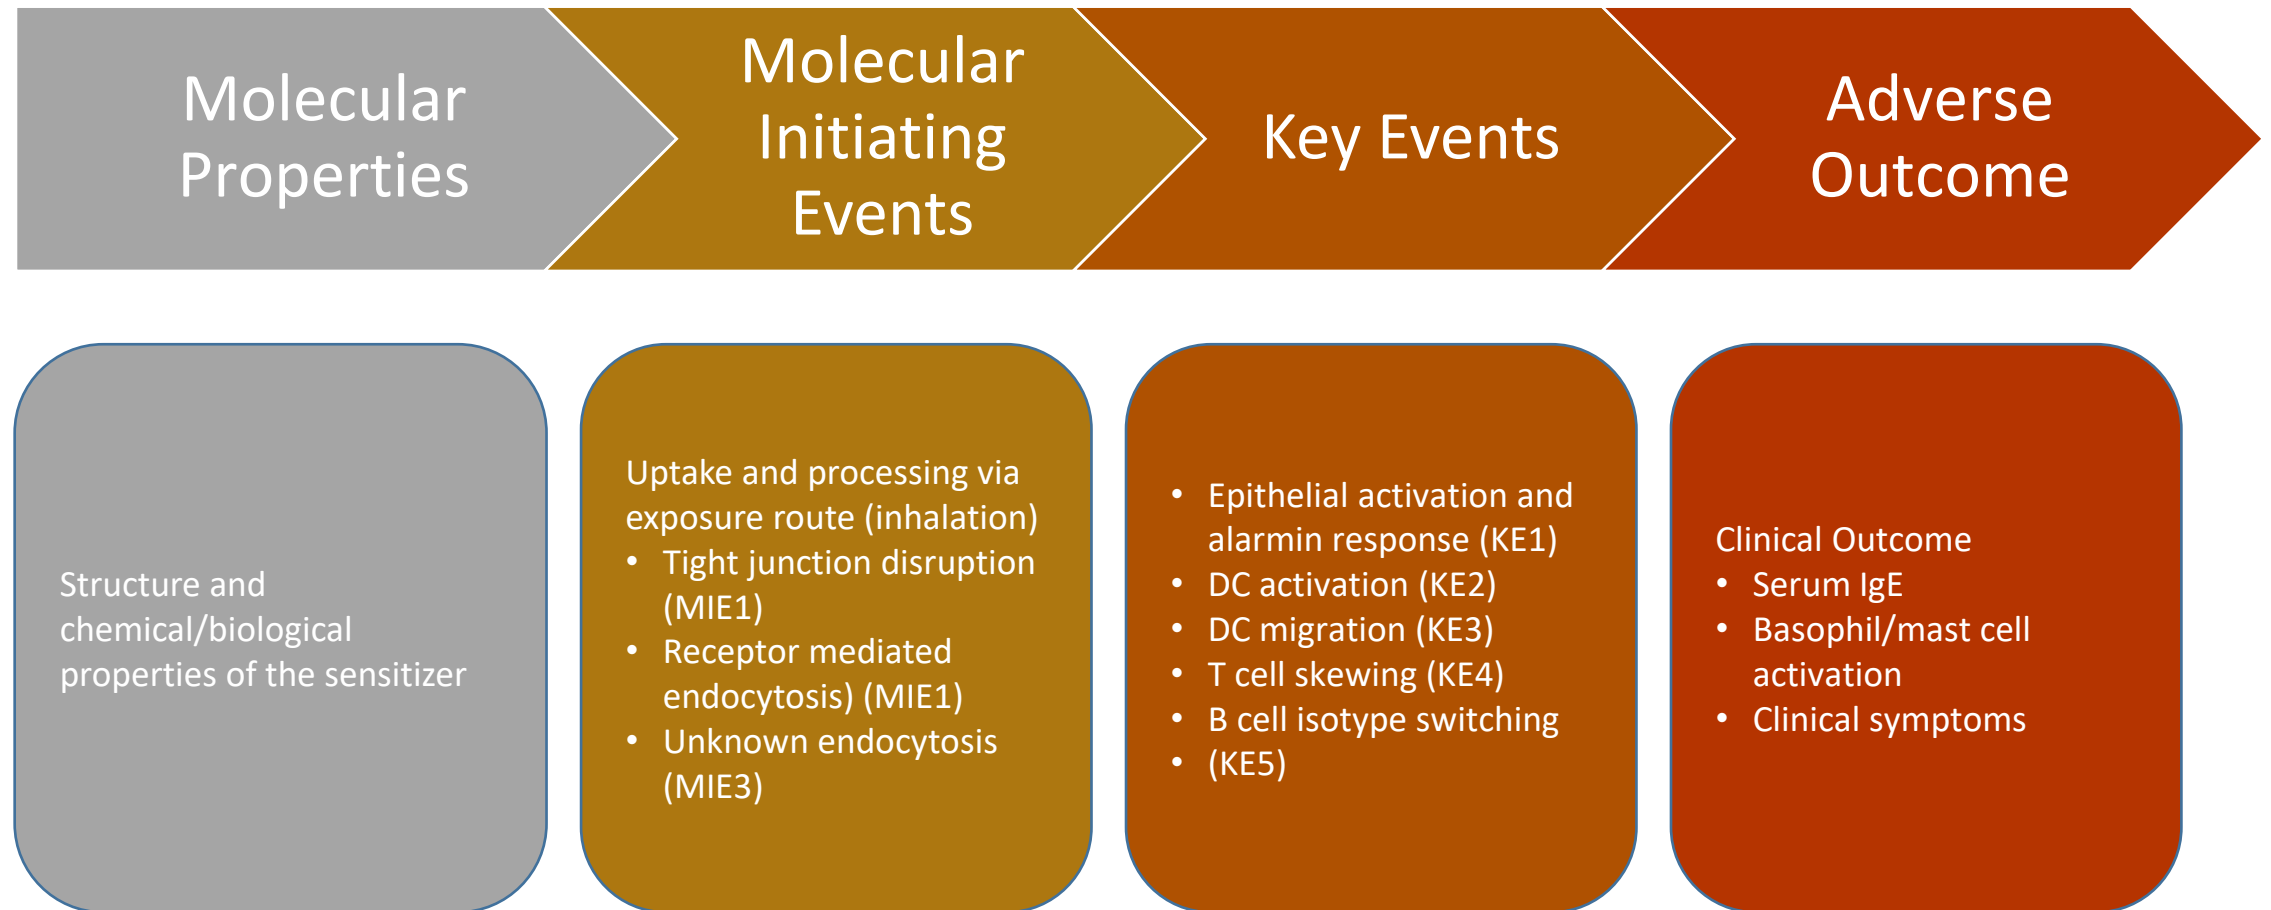 Molecular
Properties
Molecular
Initiating
Events
Key Events
Adverse
Outcome
Structure and
chemical/biological
properties of the sensitizer
Uptake and processing via
exposure route (inhalation)
• Tight junction disruption
(MIE1)
• Receptor mediated
endocytosis) (MIE1)
• Unknown endocytosis
(MIE3)
• Epithelial activation and
alarmin response (KE1)
• DC activation (KE2)
• DC migration (KE3)
• T cell skewing (KE4)
• B cell isotype switching
• (KE5)
Clinical Outcome
• Serum IgE
• Basophil/mast cell
activation
• Clinical symptoms